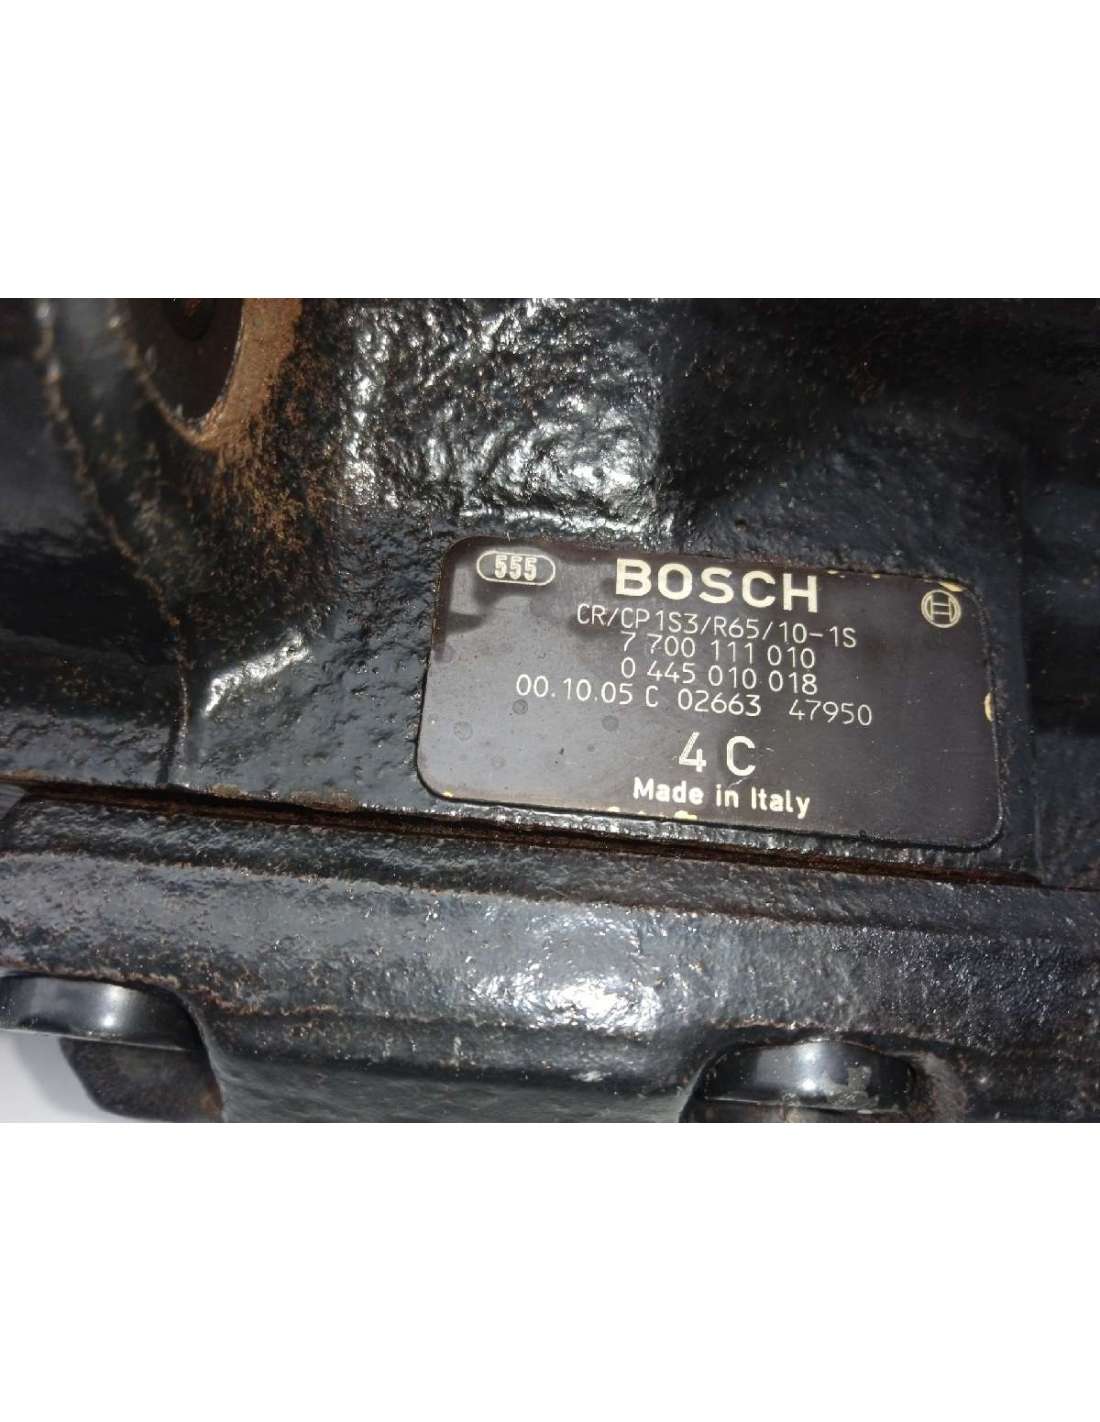 555 BOSCH
CR/CP1S3/R65/10-1S
7 700 111 010
0 445 010 018
00.10.05 C 02663 47950
4 C
Made in Italy